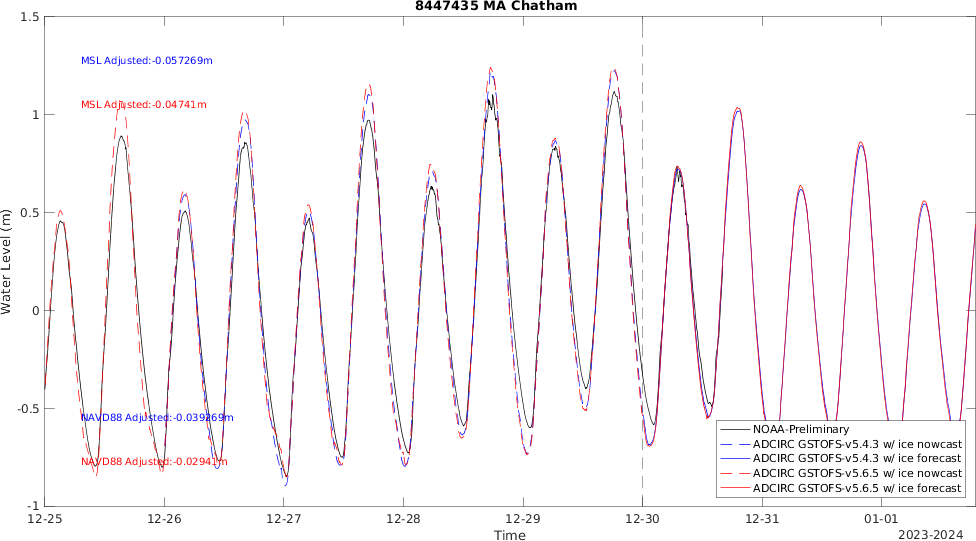 8447435 MA Chatham
1.5
MSL Adjusted:-0.057269m
MSL Adjusted:-0.04741m
1
0.5
Water Level (m)
0
-0.5
NAVD88 Adjusted:-0.039269m
NAVD88 Adjusted:-0.02941m
-1
NOAA-Preliminary
ADCIRC GSTOFS-v5.4.3 w/ ice nowcast
ADCIRC GSTOFS-v5.4.3 w/ ice forecast
ADCIRC GSTOFS-v5.6.5 w/ ice nowcast
ADCIRC GSTOFS-v5.6.5 w/ ice forecast
12-25 12-26 12-27 12-28 12-29 12-30 12-31 01-01
Time
2023-2024